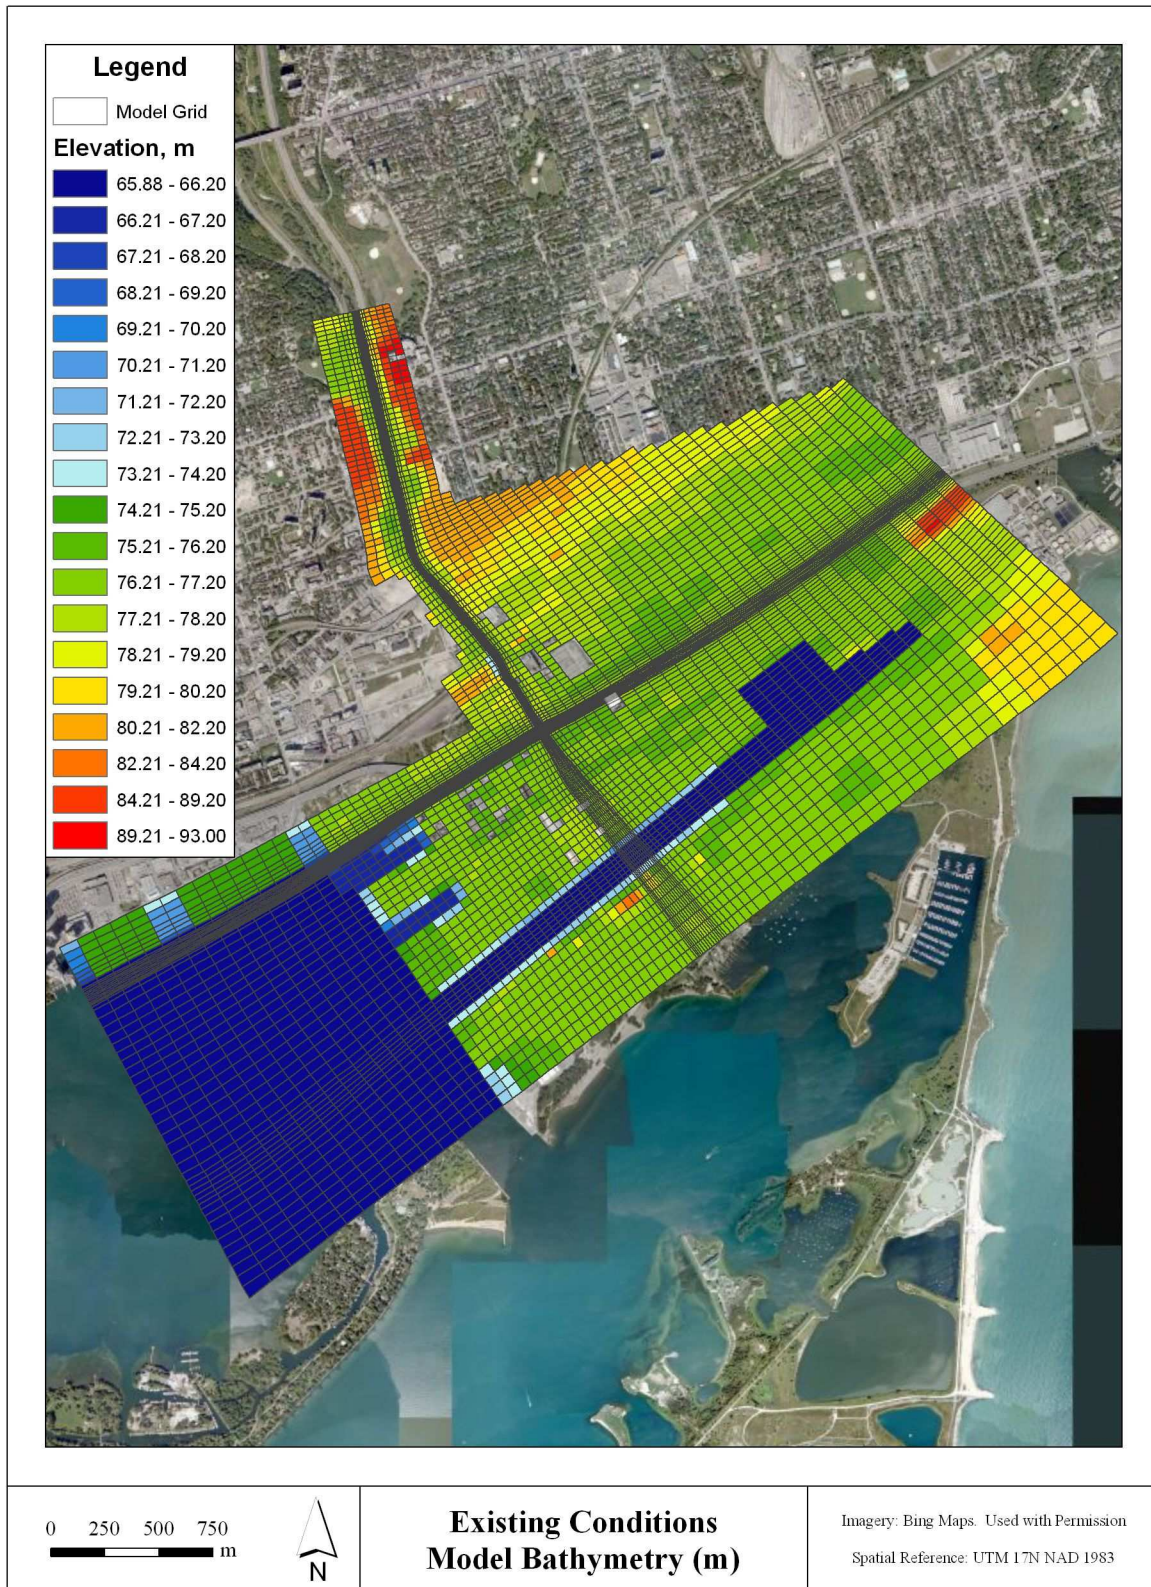 Legend
Model Grid
Elevation, m
65.88 - 66.20
66.21 - 67.20
67.21 - 68.20
68.21 - 69.20
69.21 - 70.20
70.21 - 71.20
71.21 - 72.20
72.21 - 73.20
73.21 - 74.20
74.21 - 75.20
75.21 - 76.20
76.21 - 77.20
77.21 - 78.20
78.21 - 79.20
79.21 - 80.20
80.21 - 82.20
82.21 - 84.20
84.21 - 89.20
89.21 - 93.00
0 250 500 750
m
N
Existing Conditions
Model Bathymetry (m)
Imagery: Bing Maps. Used with Permission
Spatial Reference: UTM 17N NAD 1983